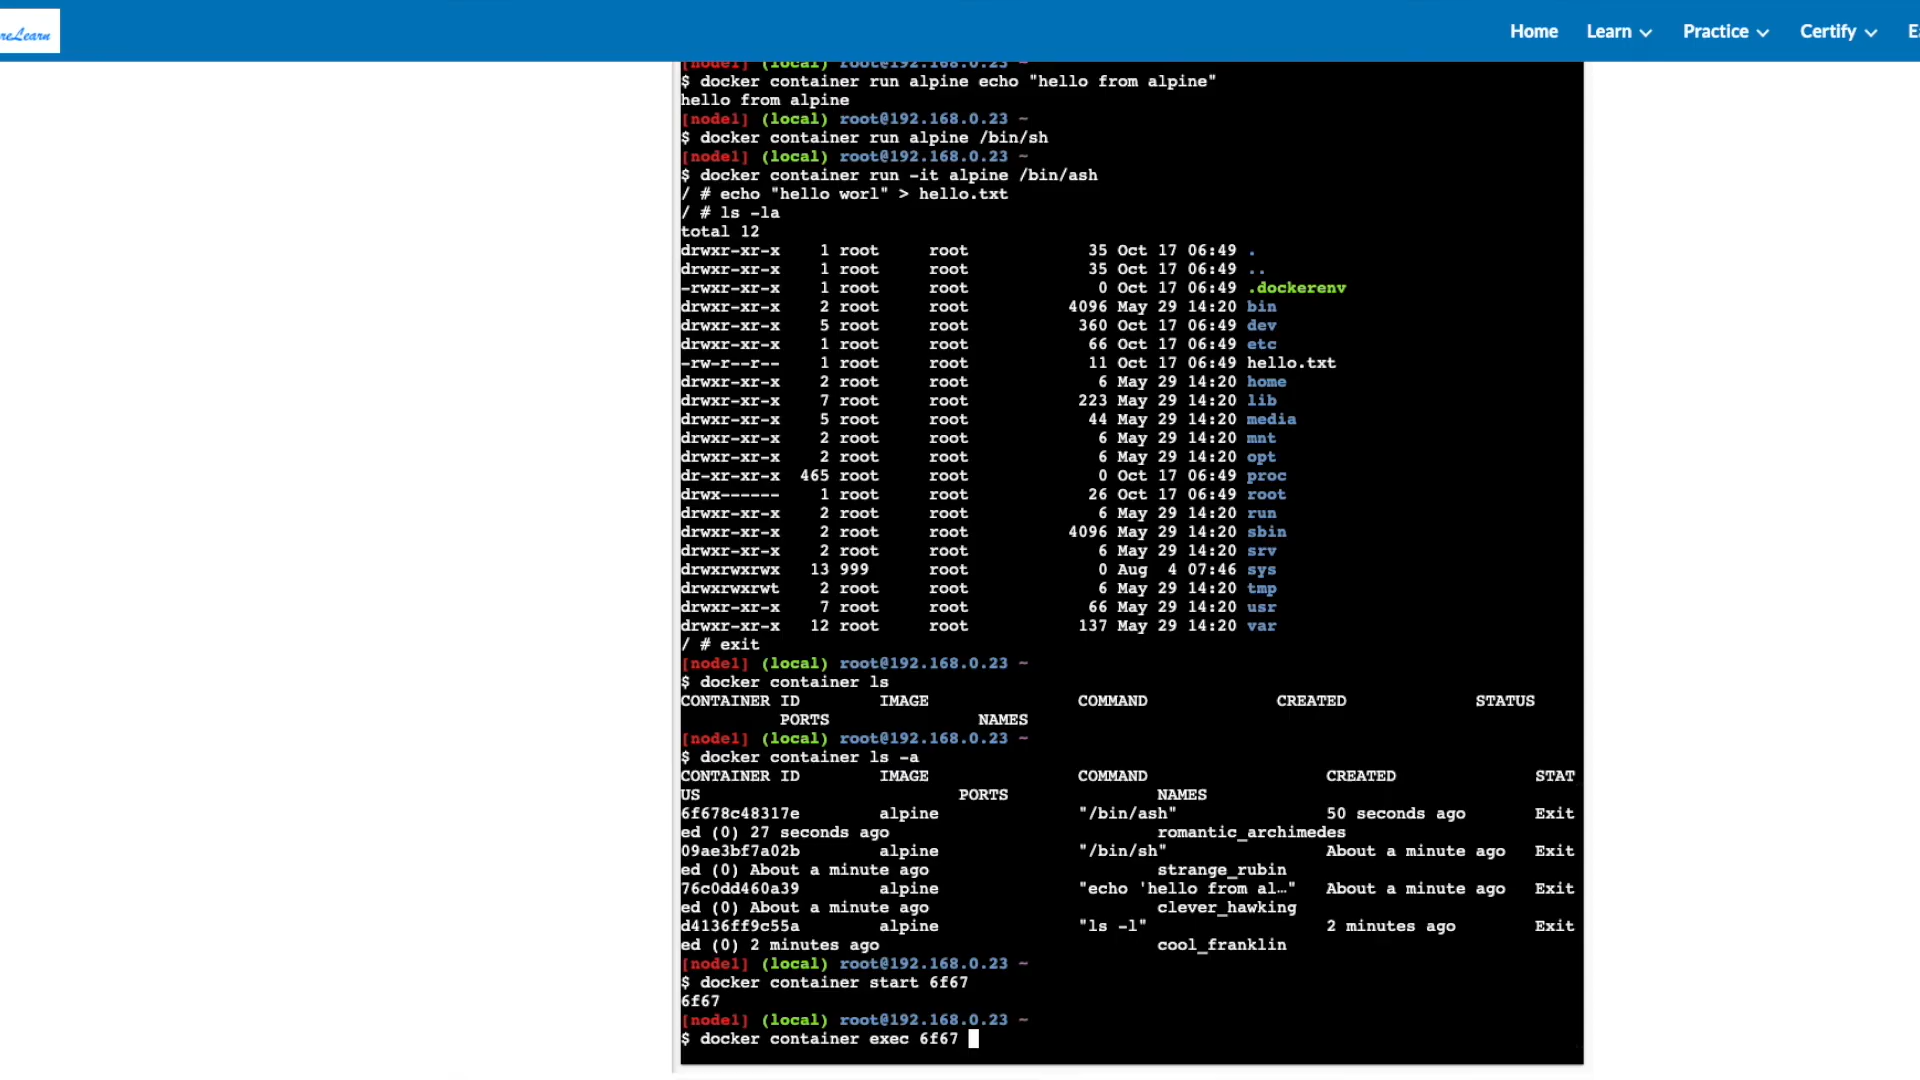 Home Learn Practice Certify
[node1] (local) root@192.168.0.23 ~
$ docker container run alpine echo "hello from alpine"
hello from alpine
[node1] (local) root@192.168.0.23 ~
$ docker container run alpine /bin/sh
[node1] (local) root@192.168.0.23 ~
$ docker container run -it alpine /bin/ash
/ # echo "hello worl" > hello.txt
/ # ls -la
total 12
drwxr-xr-x 1 root root 35 Oct 17 06:49 .
drwxr-xr-x 1 root root 35 Oct 17 06:49 ..
-rwxr-xr-x 1 root root 0 Oct 17 06:49 .dockerenv
drwxr-xr-x 2 root root 4096 May 29 14:20 bin
drwxr-xr-x 5 root root 360 Oct 17 06:49 dev
drwxr-xr-x 1 root root 66 Oct 17 06:49 etc
-rw-r--r-- 1 root root 11 Oct 17 06:49 hello.txt
drwxr-xr-x 2 root root 6 May 29 14:20 home
drwxr-xr-x 7 root root 223 May 29 14:20 lib
drwxr-xr-x 5 root root 44 May 29 14:20 media
drwxr-xr-x 2 root root 6 May 29 14:20 mnt
drwxr-xr-x 2 root root 6 May 29 14:20 opt
dr-xr-xr-x 465 root root 0 Oct 17 06:49 proc
drwx------ 1 root root 26 Oct 17 06:49 root
drwxr-xr-x 2 root root 6 May 29 14:20 run
drwxr-xr-x 2 root root 4096 May 29 14:20 sbin
drwxr-xr-x 2 root root 6 May 29 14:20 srv
drwxrwxrwx 13 999 root 0 Aug 4 07:46 sys
drwxrwxrwt 2 root root 6 May 29 14:20 tmp
drwxr-xr-x 7 root root 66 May 29 14:20 usr
drwxr-xr-x 12 root root 137 May 29 14:20 var
/ # exit
[node1] (local) root@192.168.0.23 ~
$ docker container ls
CONTAINER ID IMAGE COMMAND CREATED STATUS
PORTS NAMES
[node1] (local) root@192.168.0.23 ~
$ docker container ls -a
CONTAINER ID IMAGE COMMAND CREATED STAT
US PORTS NAMES
6f678c48317e alpine "/bin/ash" 50 seconds ago Exit
ed (0) 27 seconds ago romantic_archimedes
09ae3bf7a02b alpine "/bin/sh" About a minute ago Exit
ed (0) About a minute ago strange_rubin
76c0dd460a39 alpine "echo 'hello from al…" About a minute ago Exit
ed (0) About a minute ago clever_hawking
d4136ff9c55a alpine "ls -l" 2 minutes ago Exit
ed (0) 2 minutes ago cool_franklin
[node1] (local) root@192.168.0.23 ~
$ docker container start 6f67
6f67
[node1] (local) root@192.168.0.23 ~
$ docker container exec 6f67